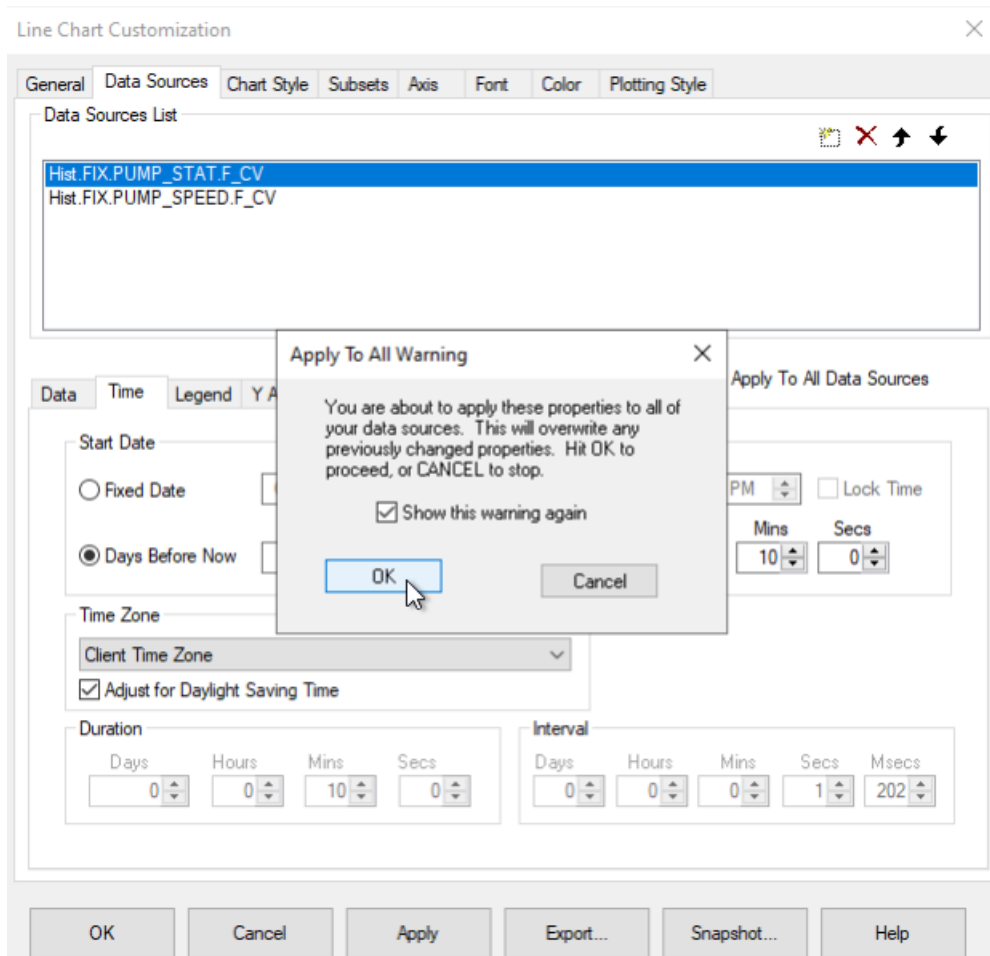 Line Chart Customization
General Data Sources Chart Style Subsets Axis Font Color Plotting Style
Data Sources List
Hist.FIX.PUMP_STAT.F_CV
Hist.FIX.PUMP_SPEED.F_CV
Apply To All Warning
You are about to apply these properties to all of
your data sources. This will overwrite any
previously changed properties. Hit OK to
proceed, or CANCEL to stop.
Show this warning again
OK Cancel
Apply To All Data Sources
Data Time Legend Y A
Start Date
Fixed Date PM Lock Time
Mins Secs
Days Before Now 10 0
Time Zone
Client Time Zone
Adjust for Daylight Saving Time
Duration Interval
Days Hours Mins Secs Days Hours Mins Secs Msecs
0 0 10 0 0 0 0 1 202
OK Cancel Apply Export... Snapshot... Help